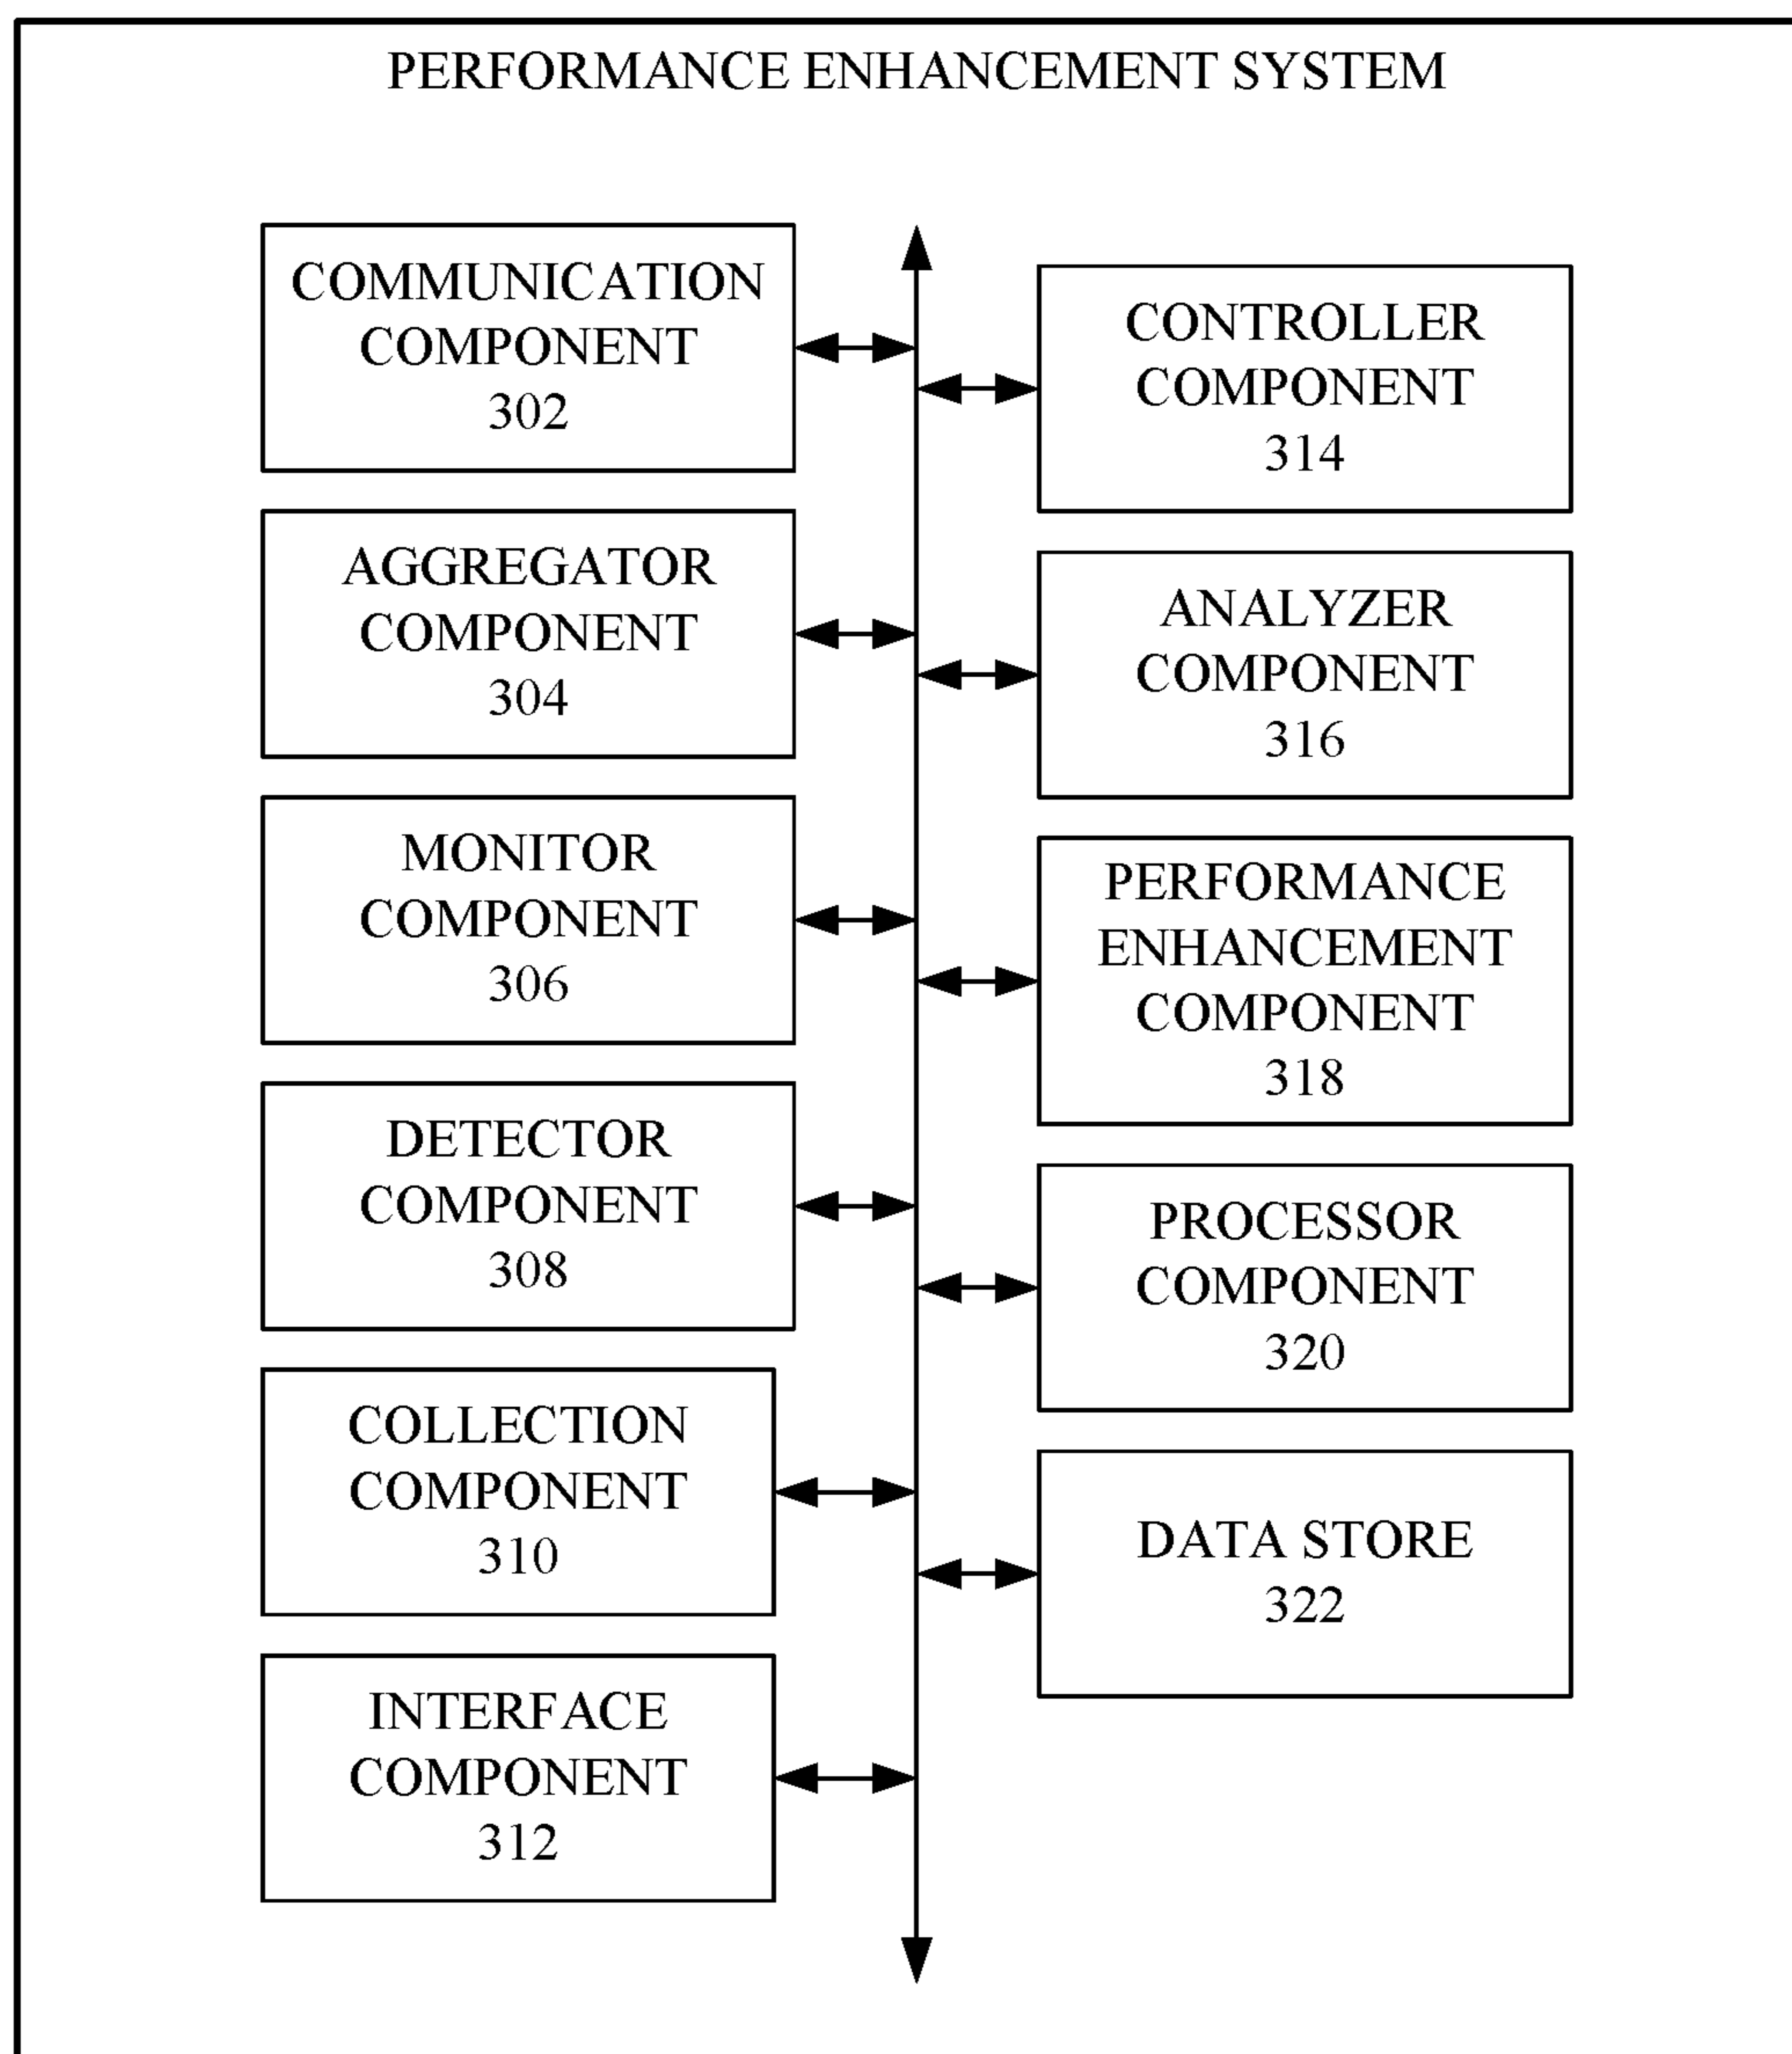 PERFORMANCE ENHANCEMENT SYSTEM
COMMUNICATION
COMPONENT
302
AGGREGATOR
COMPONENT
304
MONITOR
COMPONENT
306
DETECTOR
COMPONENT
308
COLLECTION
COMPONENT
310
INTERFACE
COMPONENT
312
CONTROLLER
COMPONENT
314
ANALYZER
COMPONENT
316
PERFORMANCE
ENHANCEMENT
COMPONENT
318
PROCESSOR
COMPONENT
320
DATA STORE
322